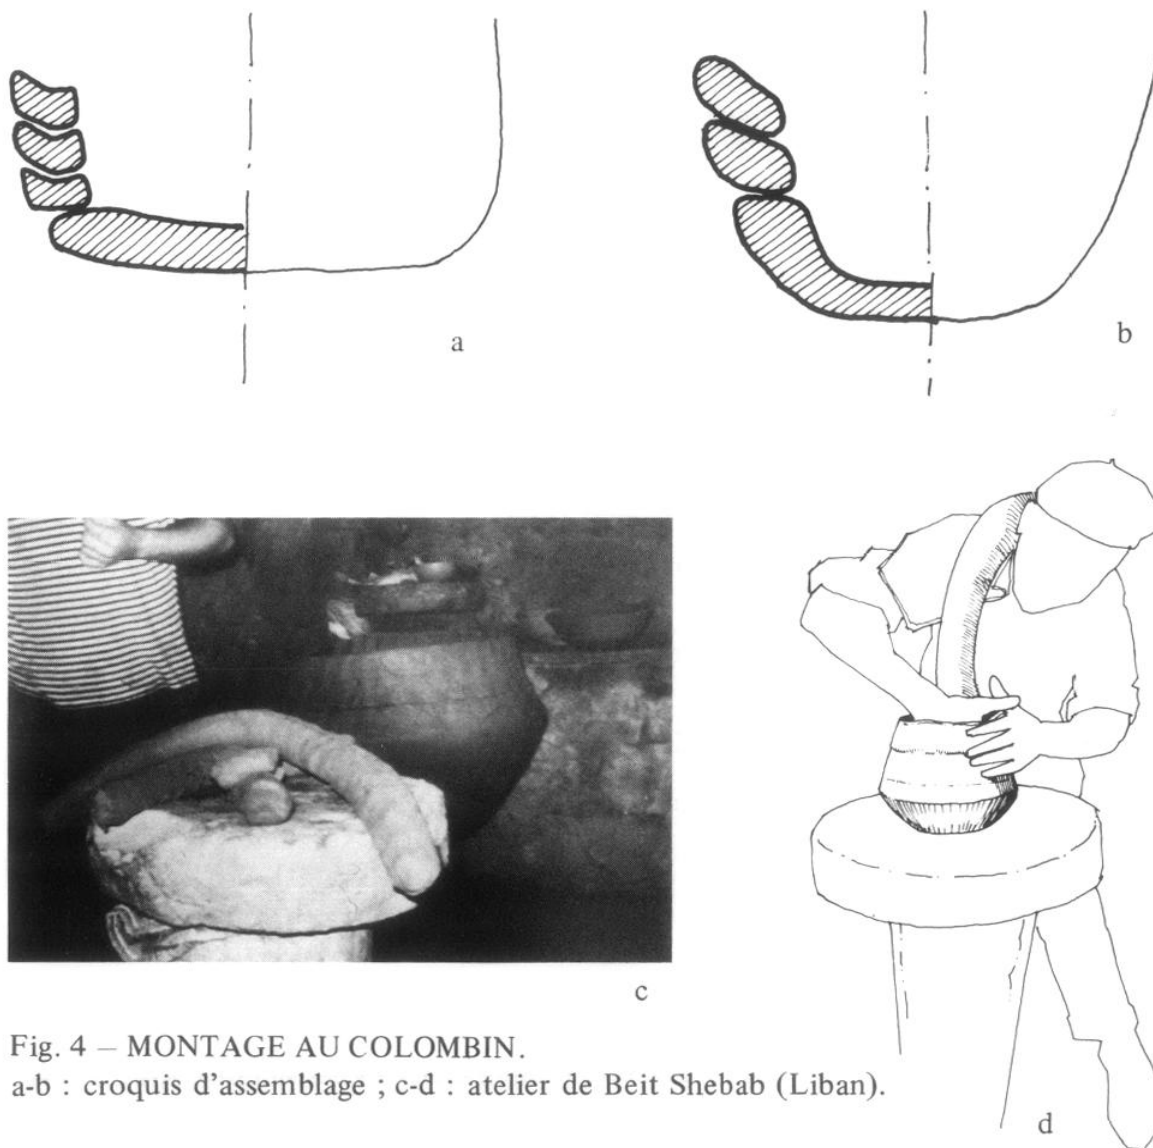 a
b
c
d
Fig. 4 – MONTAGE AU COLOMBIN.
a-b : croquis d'assemblage ; c-d : atelier de Beit Shebab (Liban).